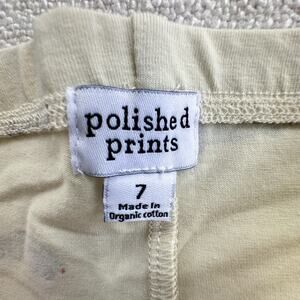 polished
prints
7
Made in
Organic cotton